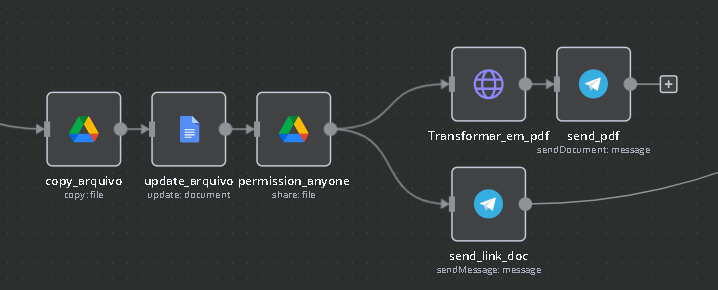 Transformar_em_pdf
send_pdf
sendDocument: message
copy_arquivo
copy: file
update_arquivo
update: document
permission_anyone
share: file
send_link_doc
sendMessage: message